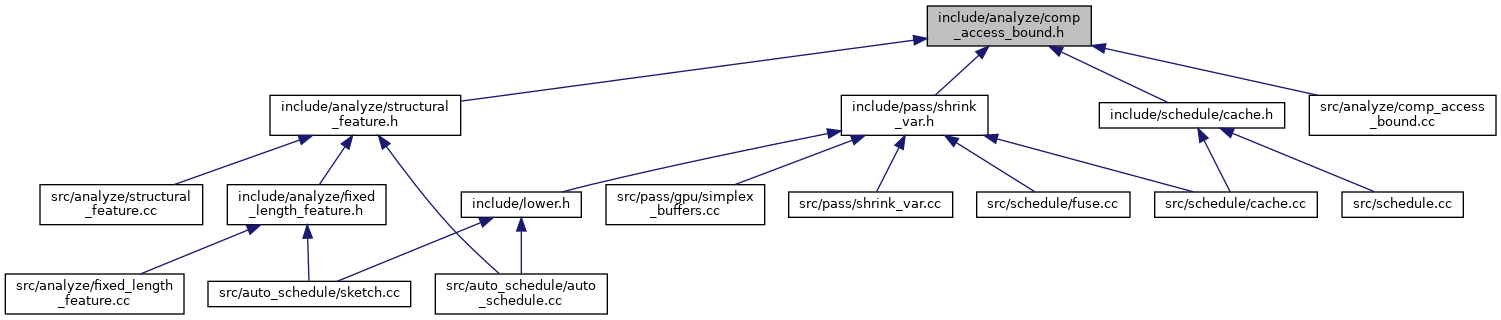 include/analyze/comp
_access_bound.h
include/analyze/structural
_feature.h
include/pass/shrink
_var.h
include/schedule/cache.h
src/analyze/comp_access
_bound.cc
src/analyze/structural
_feature.cc
include/analyze/fixed
_length_feature.h
include/lower.h
src/pass/gpu/simplex
_buffers.cc
src/pass/shrink_var.cc
src/schedule/fuse.cc
src/schedule/cache.cc
src/schedule.cc
src/analyze/fixed_length
_feature.cc
src/auto_schedule/sketch.cc
src/auto_schedule/auto
_schedule.cc